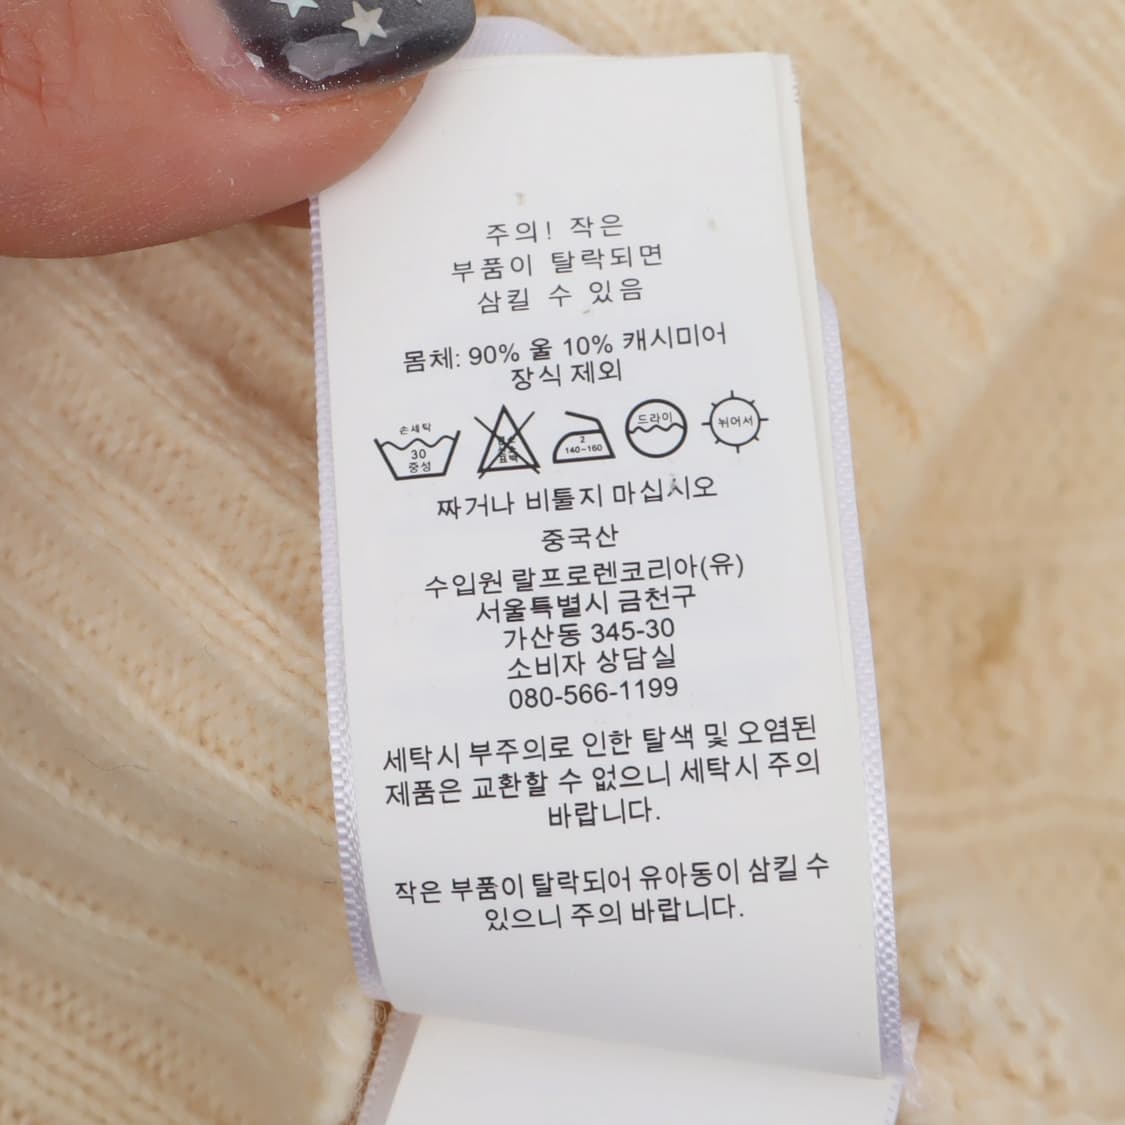 주의! 작은
부품이 탈락되면
삼킬 수 있음
몸체: 90% 울 10% 캐시미어
장식 제외
손세탁
30
중성
2
140-160
드라이
뉘어서
짜거나 비틀지 마십시오
중국산
수입원 랄프로렌코리아(유)
서울특별시 금천구
가산동 345-30
소비자 상담실
080-566-1199
세탁시 부주의로 인한 탈색 및 오염된
제품은 교환할 수 없으니 세탁시 주의
바랍니다.
작은 부품이 탈락되어 유아동이 삼킬 수
있으니 주의 바랍니다.